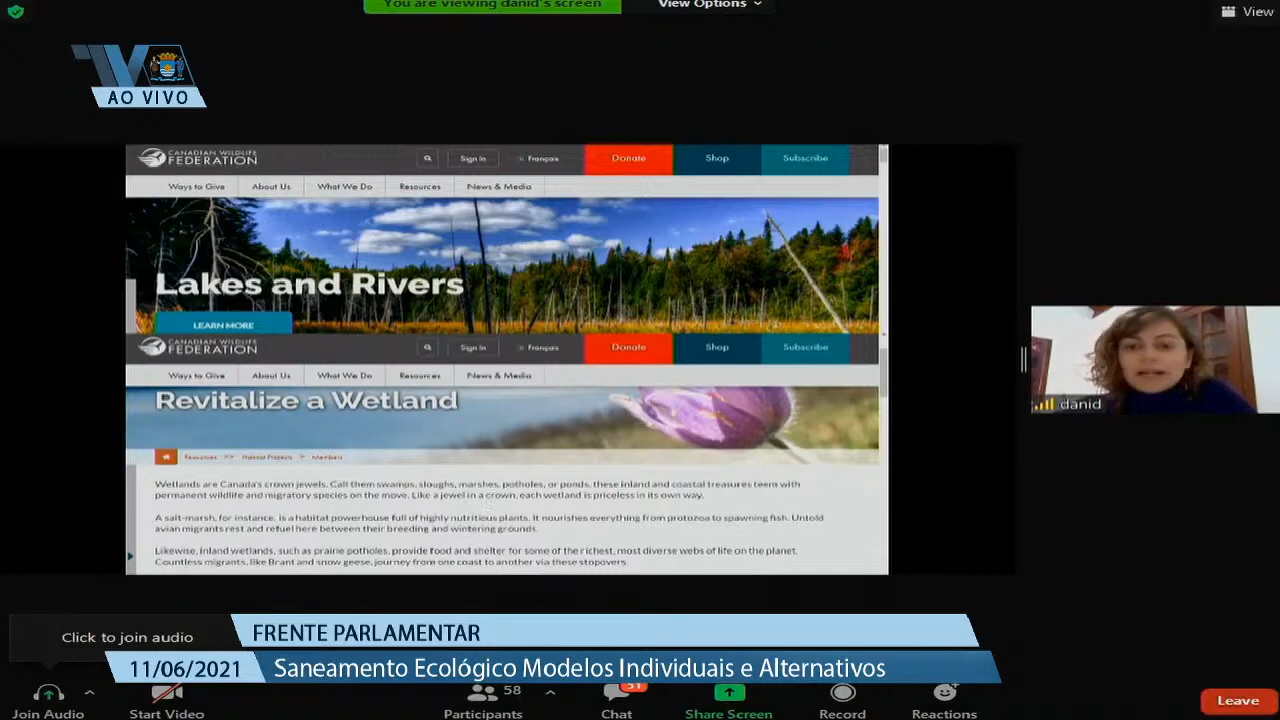 You are viewing danid's screen
View Options
View
TV
AO VIVO
CANADIAN WILDLIFE
FEDERATION
Sign In
Français
Donate
Shop
Subscribe
Ways to Give
About Us
What We Do
Resources
News & Media
Lakes and Rivers
LEARN MORE
CANADIAN WILDLIFE
FEDERATION
Sign In
Français
Donate
Shop
Subscribe
Ways to Give
About Us
What We Do
Resources
News & Media
Revitalize a Wetland
Resources >> Habitat Projects > Members
Wetlands are Canada's crown jewels. Call them swamps, sloughs, marshes, potholes, or ponds, these inland and coastal treasures teem with
permanent wildlife and migratory species on the move. Like a jewel in a crown, each wetland is priceless in its own way.
A salt-marsh, for instance, is a habitat powerhouse full of highly nutritious plants. It nourishes everything from protozoa to spawning fish. Untold
avian migrants rest and refuel here between their breeding and wintering grounds.
Likewise, inland wetlands, such as prairie potholes, provide food and shelter for some of the richest, most diverse webs of life on the planet.
Countless migrants, like Brant and snow geese, journey from one coast to another via these stopovers.
danid
Click to join audio
FRENTE PARLAMENTAR
11/06/2021
Saneamento Ecológico Modelos Individuais e Alternativos
Join Audio
Start Video
58
Participants
51
Chat
Share Screen
Record
Reactions
Leave